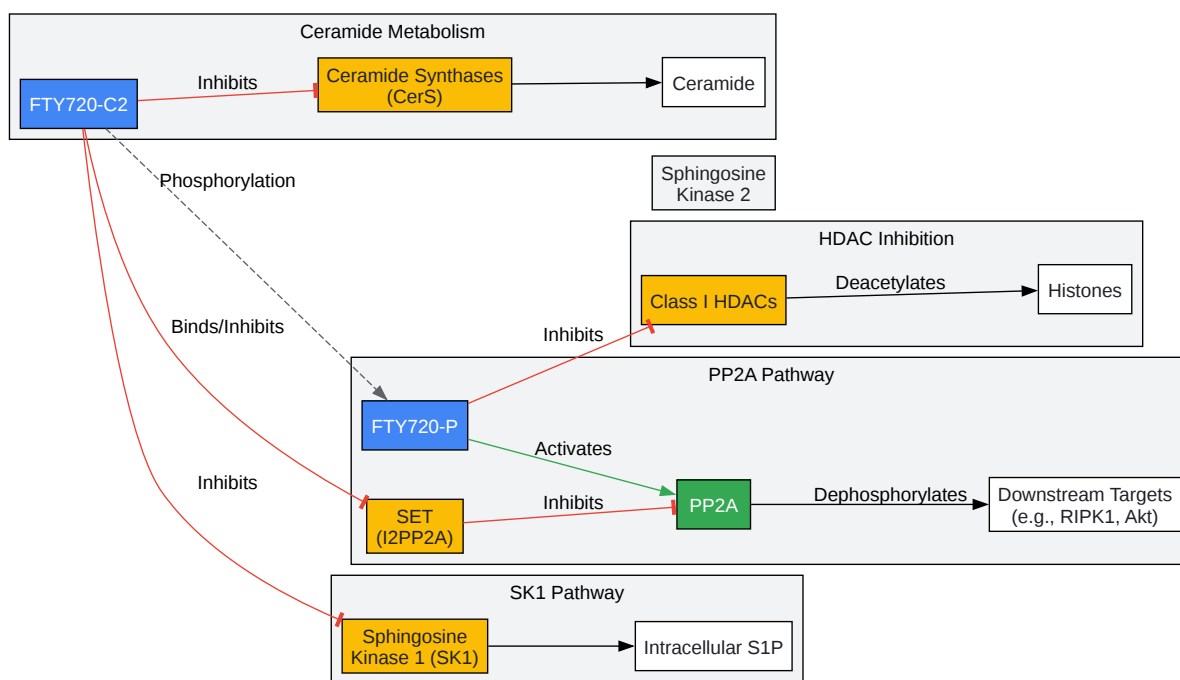 Ceramide Metabolism
FTY720-C2
Inhibits
Ceramide Synthases
(CerS)
Ceramide
Phosphorylation
Sphingosine
Kinase 2
HDAC Inhibition
Class I HDACs
Deacetylates
Histones
Binds/Inhibits
Inhibits
PP2A Pathway
FTY720-P
Activates
Inhibits
SET
(I2PP2A)
Inhibits
PP2A
Dephosphorylates
Downstream Targets
(e.g., RIPK1, Akt)
SK1 Pathway
Sphingosine
Kinase 1 (SK1)
Intracellular S1P